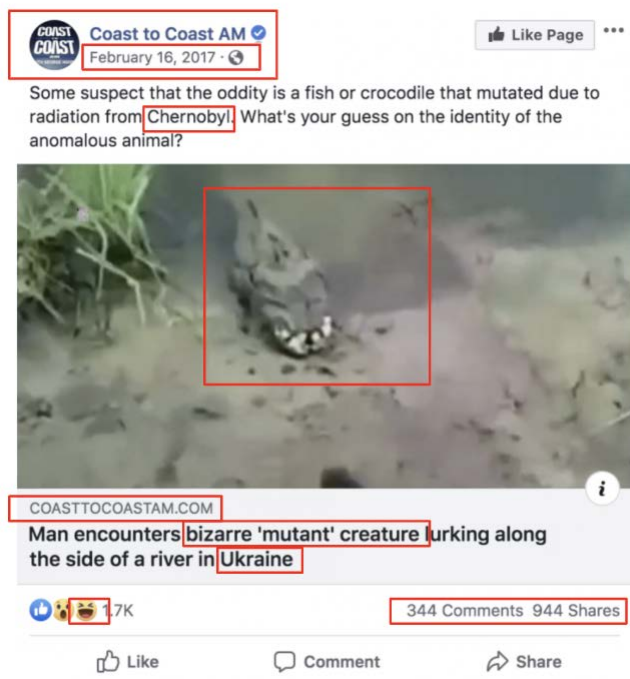 COAST
TO
COAST
Coast to Coast AM
Like Page
February 16, 2017 ·
Some suspect that the oddity is a fish or crocodile that mutated due to
radiation from Chernobyl. What's your guess on the identity of the
anomalous animal?
i
COASTTOCOASTAM.COM
Man encounters bizarre 'mutant' creature lurking along
the side of a river in Ukraine
1.7K
344 Comments 944 Shares
Like
Comment
Share